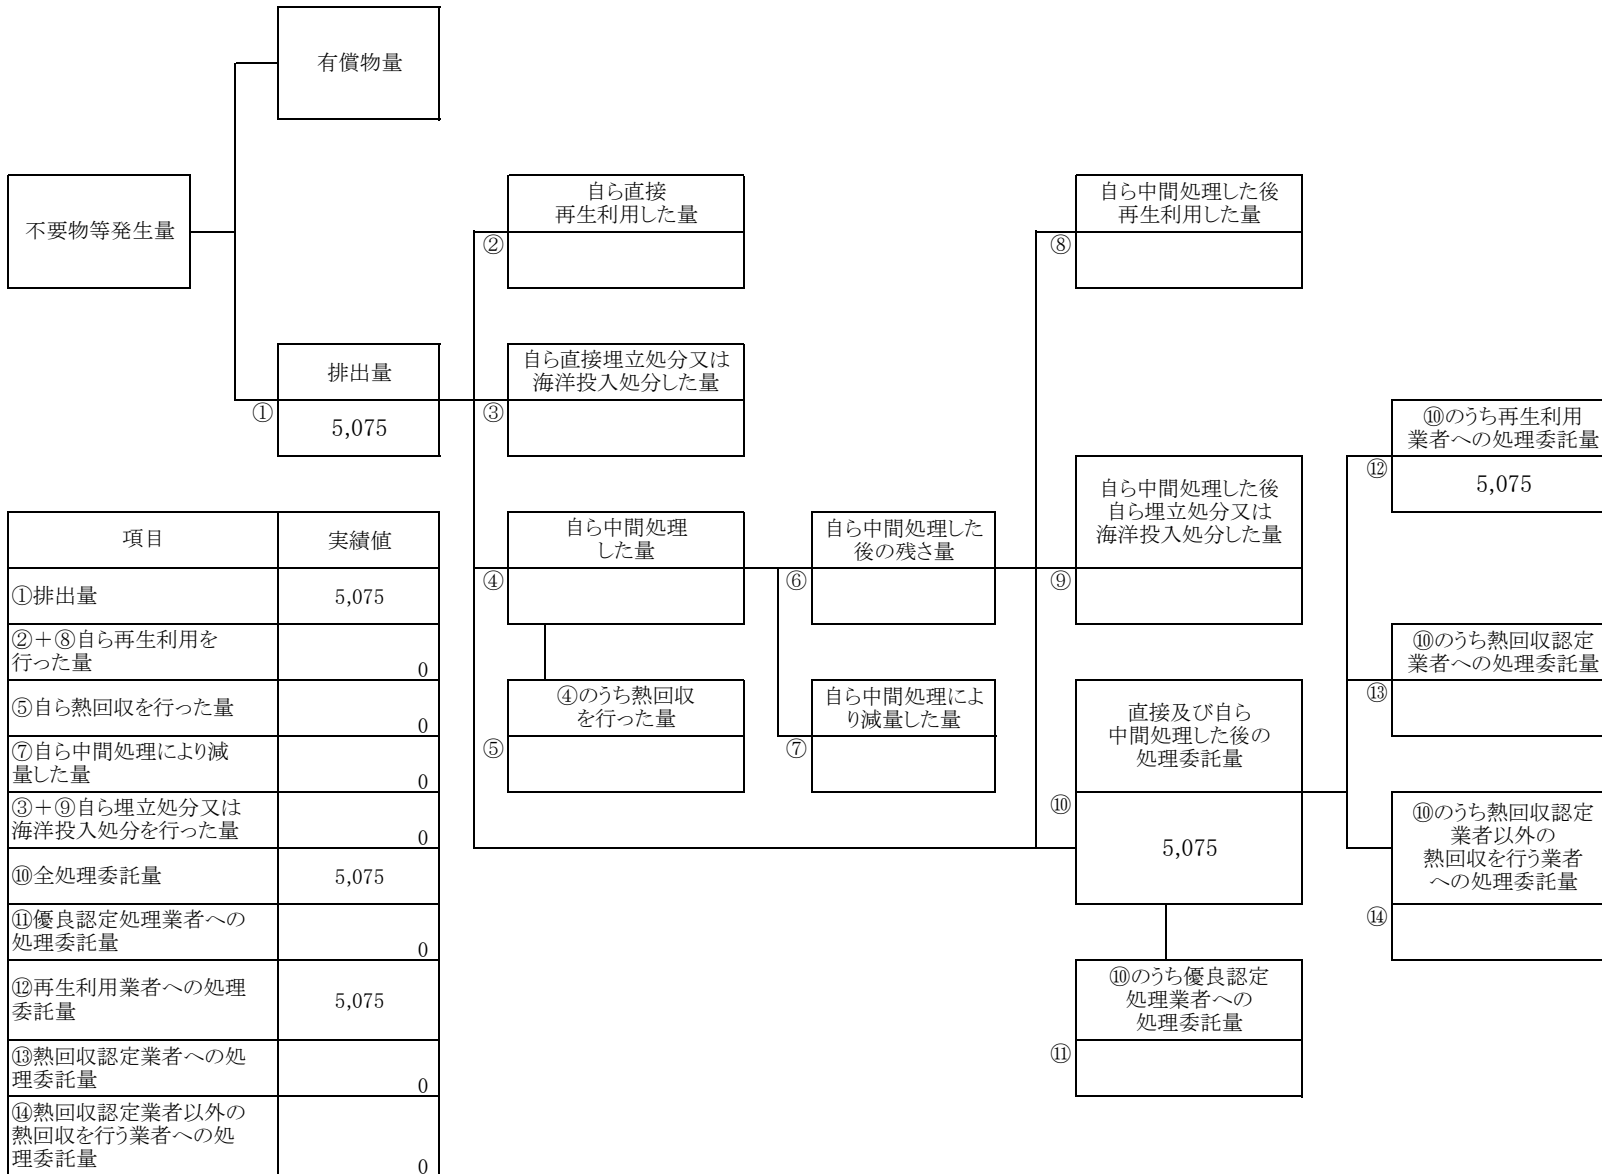 有償物量
不要物等発生量
自ら直接
再生利用した量
②
自ら中間処理した後
再生利用した量
⑧
排出量
①
5,075
自ら直接埋立処分又は
海洋投入処分した量
③
⑩のうち再生利用
業者への処理委託量
⑫
5,075
自ら中間処理
した量
④
自ら中間処理した
後の残さ量
⑥
自ら中間処理した後
自ら埋立処分又は
海洋投入処分した量
⑨
⑩のうち熱回収認定
業者への処理委託量
⑬
④のうち熱回収
を行った量
⑤
自ら中間処理によ
り減量した量
⑦
直接及び自ら
中間処理した後の
処理委託量
⑩
5,075
⑩のうち熱回収認定
業者以外の
熱回収を行う業者
への処理委託量
⑭
⑩のうち優良認定
処理業者への
処理委託量
⑪
項目 実績値
①排出量 5,075
②+⑧自ら再生利用を
行った量 0
⑤自ら熱回収を行った量 0
⑦自ら中間処理により減
量した量 0
③+⑨自ら埋立処分又は
海洋投入処分を行った量 0
⑩全処理委託量 5,075
⑪優良認定処理業者への
処理委託量 0
⑫再生利用業者への処理
委託量 5,075
⑬熱回収認定業者への処
理委託量 0
⑭熱回収認定業者以外の
熱回収を行う業者への処
理委託量 0